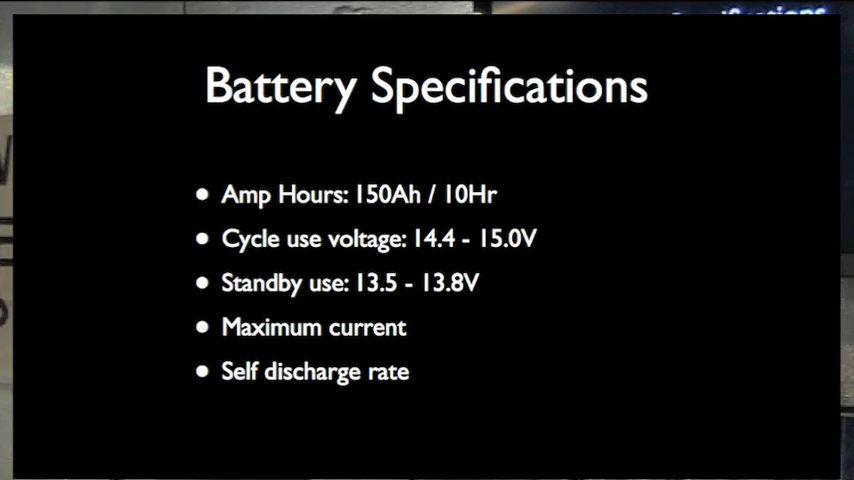 Battery Specifications
• Amp Hours: 150Ah / 10Hr
• Cycle use voltage: 14.4 - 15.0V
• Standby use: 13.5 - 13.8V
• Maximum current
• Self discharge rate